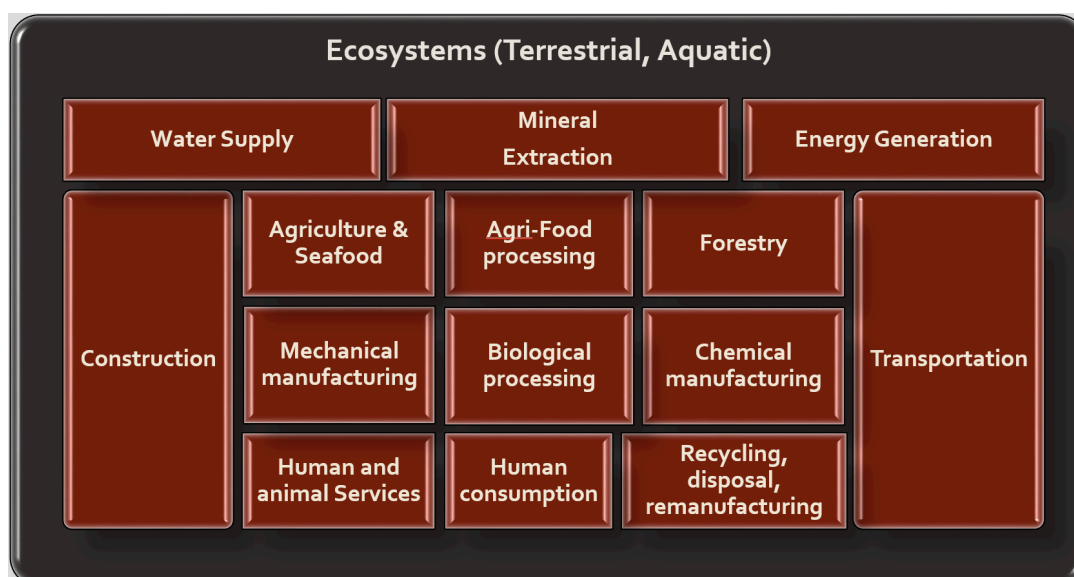 Ecosystems (Terrestrial, Aquatic)
Water Supply
Mineral
Extraction
Energy Generation
Construction
Agriculture &
Seafood
Agri-Food
processing
Forestry
Mechanical
manufacturing
Biological
processing
Chemical
manufacturing
Human and
animal Services
Human
consumption
Recycling,
disposal,
remanufacturing
Transportation